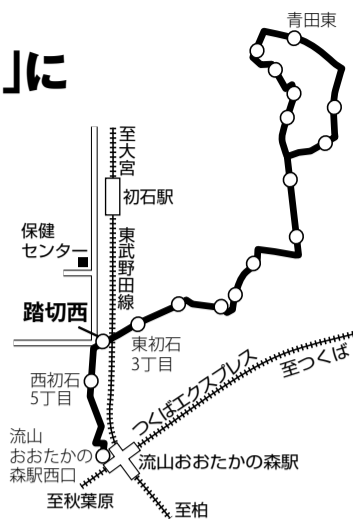 青田東
」に
至大宮
初石駅
保健
センター
東武野田線
踏切西
東初石
3丁目
西初石
5丁目
つくばエクスプレス
至つくば
流山
おおたかの
森駅西口
流山おおたかの森駅
至秋葉原
至柏